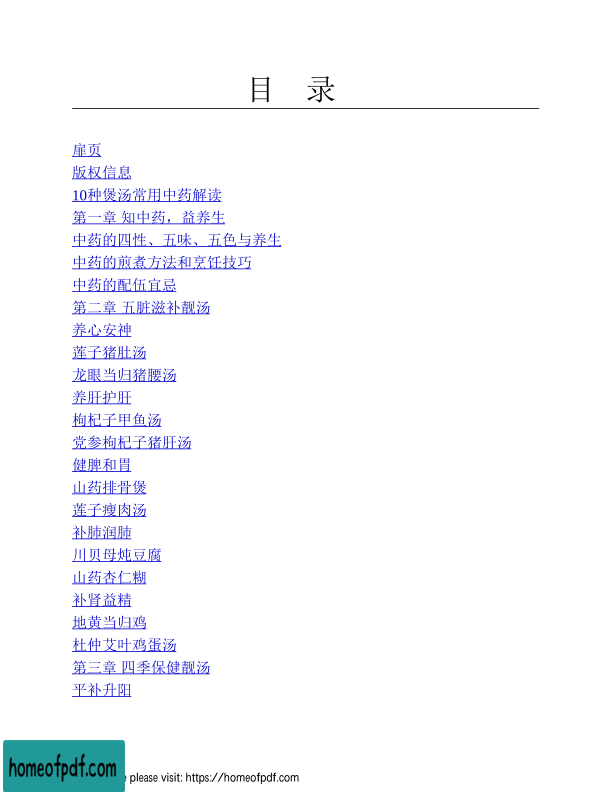 目 录
扉页
版权信息
10种煲汤常用中药解读
第一章 知中药，益养生
中药的四性、五味、五色与养生
中药的煎煮方法和烹饪技巧
中药的配伍宜忌
第二章 五脏滋补靓汤
养心安神
莲子猪肚汤
龙眼当归猪腰汤
养肝护肝
枸杞子甲鱼汤
党参枸杞子猪肝汤
健脾和胃
山药排骨煲
莲子瘦肉汤
补肺润肺
川贝母炖豆腐
山药杏仁糊
补肾益精
地黄当归鸡
杜仲艾叶鸡蛋汤
第三章 四季保健靓汤
平补升阳
homeofpdf.com
please visit: https://homeofpdf.com